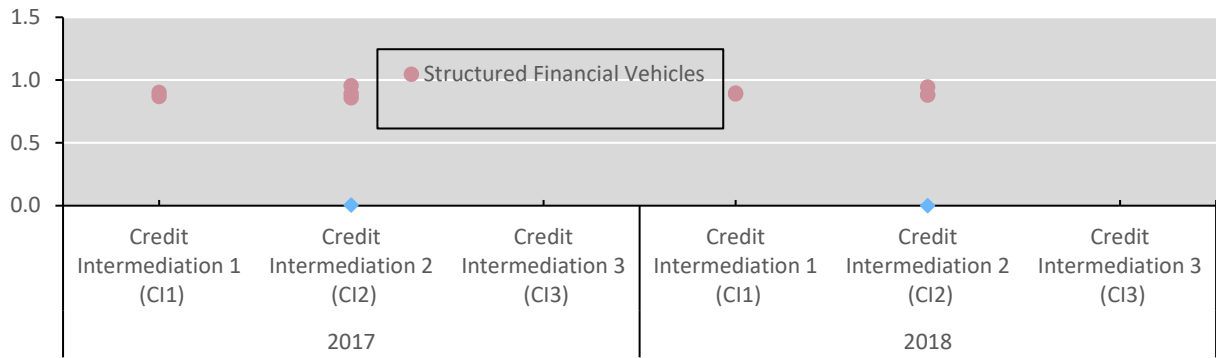 1.5
1.0
0.5
0.0
Structured Financial Vehicles
Credit Intermediation 1 (CI1)
Credit Intermediation 2 (CI2)
Credit Intermediation 3 (CI3)
Credit Intermediation 1 (CI1)
Credit Intermediation 2 (CI2)
Credit Intermediation 3 (CI3)
2017
2018